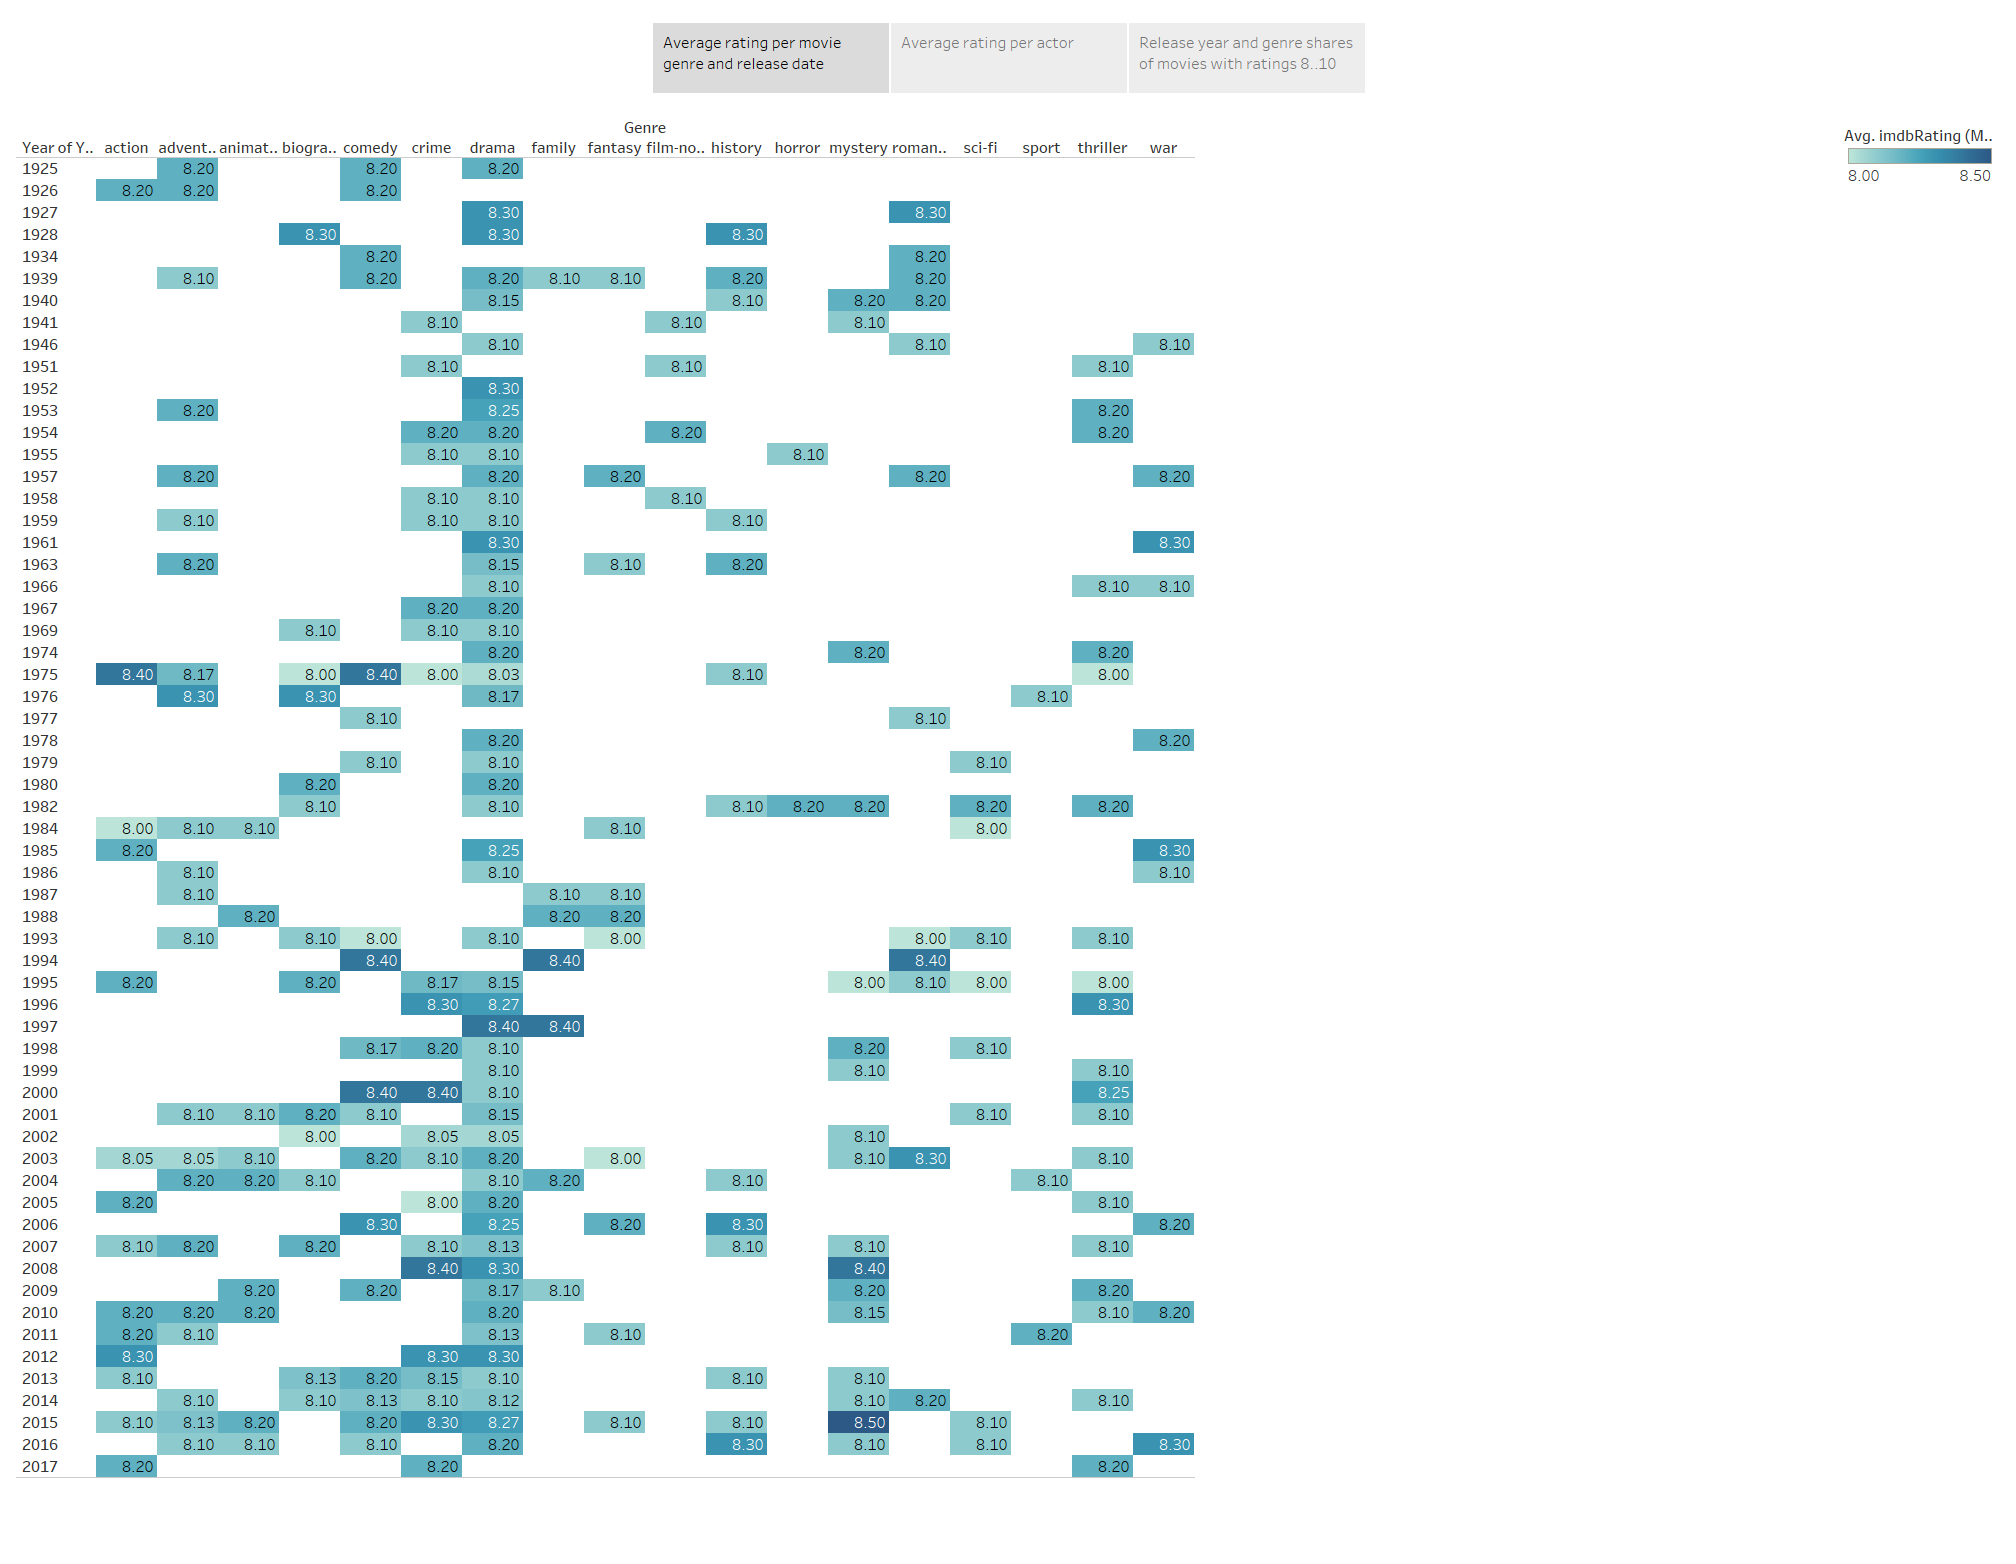 Average rating per movie
genre and release date
Average rating per actor
Release year and genre shares
of movies with ratings 8..10
Genre
Year of Y.. action advent.. animat.. biogra.. comedy crime drama family fantasy film-no.. history horror mystery roman.. sci-fi sport thriller war
Avg. imdbRating (M..
8.00 8.50
1925 8.20 8.20 8.20
1926 8.20 8.20 8.20
1927 8.30 8.30
1928 8.30 8.30 8.30
1934 8.20 8.20
1939 8.10 8.20 8.20 8.10 8.10 8.20 8.20
1940 8.15 8.10 8.20 8.20
1941 8.10 8.10 8.10
1946 8.10 8.10 8.10
1951 8.10 8.10 8.10
1952 8.30
1953 8.20 8.25 8.20
1954 8.20 8.20 8.20 8.20
1955 8.10 8.10 8.10
1957 8.20 8.20 8.20 8.20 8.20
1958 8.10 8.10 8.10
1959 8.10 8.10 8.10 8.10
1961 8.30 8.30
1963 8.20 8.15 8.10 8.20
1966 8.10 8.10 8.10
1967 8.20 8.20
1969 8.10 8.10 8.10
1974 8.20 8.20 8.20
1975 8.40 8.17 8.00 8.40 8.00 8.03 8.10 8.00
1976 8.30 8.30 8.17 8.10
1977 8.10 8.10
1978 8.20 8.20
1979 8.10 8.10 8.10
1980 8.20 8.20
1982 8.10 8.10 8.10 8.20 8.20 8.20 8.20
1984 8.00 8.10 8.10 8.10 8.00
1985 8.20 8.25 8.30
1986 8.10 8.10 8.10
1987 8.10 8.10 8.10
1988 8.20 8.20 8.20
1993 8.10 8.10 8.00 8.10 8.00 8.00 8.10 8.10
1994 8.40 8.40 8.40
1995 8.20 8.20 8.17 8.15 8.00 8.10 8.00 8.00
1996 8.30 8.27 8.30
1997 8.40 8.40
1998 8.17 8.20 8.10 8.20 8.10
1999 8.10 8.10 8.10
2000 8.40 8.40 8.10 8.25
2001 8.10 8.10 8.20 8.10 8.15 8.10 8.10
2002 8.00 8.05 8.05 8.10
2003 8.05 8.05 8.10 8.20 8.10 8.20 8.00 8.10 8.30 8.10
2004 8.20 8.20 8.10 8.10 8.20 8.10 8.10
2005 8.20 8.00 8.20 8.10
2006 8.30 8.25 8.20 8.30 8.20
2007 8.10 8.20 8.20 8.10 8.13 8.10 8.10 8.10
2008 8.40 8.30 8.40
2009 8.20 8.20 8.17 8.10 8.20 8.20
2010 8.20 8.20 8.20 8.20 8.15 8.10 8.20
2011 8.20 8.10 8.13 8.10 8.20
2012 8.30 8.30 8.30
2013 8.10 8.13 8.20 8.15 8.10 8.10 8.10
2014 8.10 8.10 8.13 8.10 8.12 8.10 8.20 8.10
2015 8.10 8.13 8.20 8.20 8.30 8.27 8.10 8.10 8.50 8.10
2016 8.10 8.10 8.10 8.20 8.30 8.10 8.10 8.30
2017 8.20 8.20 8.20